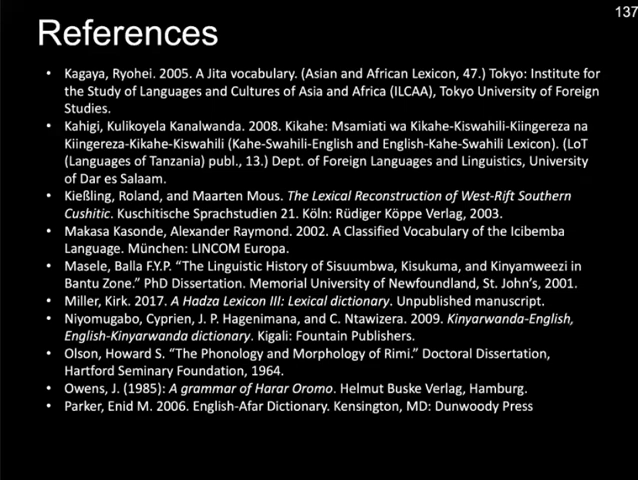 137
References
• Kagaya, Ryohei. 2005. A Jita vocabulary. (Asian and African Lexicon, 47.) Tokyo: Institute for
the Study of Languages and Cultures of Asia and Africa (ILCAA), Tokyo University of Foreign
Studies.
• Kahigi, Kulikoyela Kanalwanda. 2008. Kikahe: Msamiati wa Kikahe-Kiswahili-Kiingereza na
Kiingereza-Kikahe-Kiswahili (Kahe-Swahili-English and English-Kahe-Swahili Lexicon). (LoT
(Languages of Tanzania) publ., 13.) Dept. of Foreign Languages and Linguistics, University
of Dar es Salaam.
• Kießling, Roland, and Maarten Mous. The Lexical Reconstruction of West-Rift Southern
Cushitic. Kuschitische Sprachstudien 21. Köln: Rüdiger Köppe Verlag, 2003.
• Makasa Kasonde, Alexander Raymond. 2002. A Classified Vocabulary of the Icibemba
Language. München: LINCOM Europa.
• Masele, Balla F.Y.P. “The Linguistic History of Sisuumbwa, Kisukuma, and Kinyamweezi in
Bantu Zone.” PhD Dissertation. Memorial University of Newfoundland, St. John’s, 2001.
• Miller, Kirk. 2017. A Hadza Lexicon III: Lexical dictionary. Unpublished manuscript.
• Niyomugabo, Cyprien, J. P. Hagenimana, and C. Ntawizera. 2009. Kinyarwanda-English,
English-Kinyarwanda dictionary. Kigali: Fountain Publishers.
• Olson, Howard S. “The Phonology and Morphology of Rimi.” Doctoral Dissertation,
Hartford Seminary Foundation, 1964.
• Owens, J. (1985): A grammar of Harar Oromo. Helmut Buske Verlag, Hamburg.
• Parker, Enid M. 2006. English-Afar Dictionary. Kensington, MD: Dunwoody Press